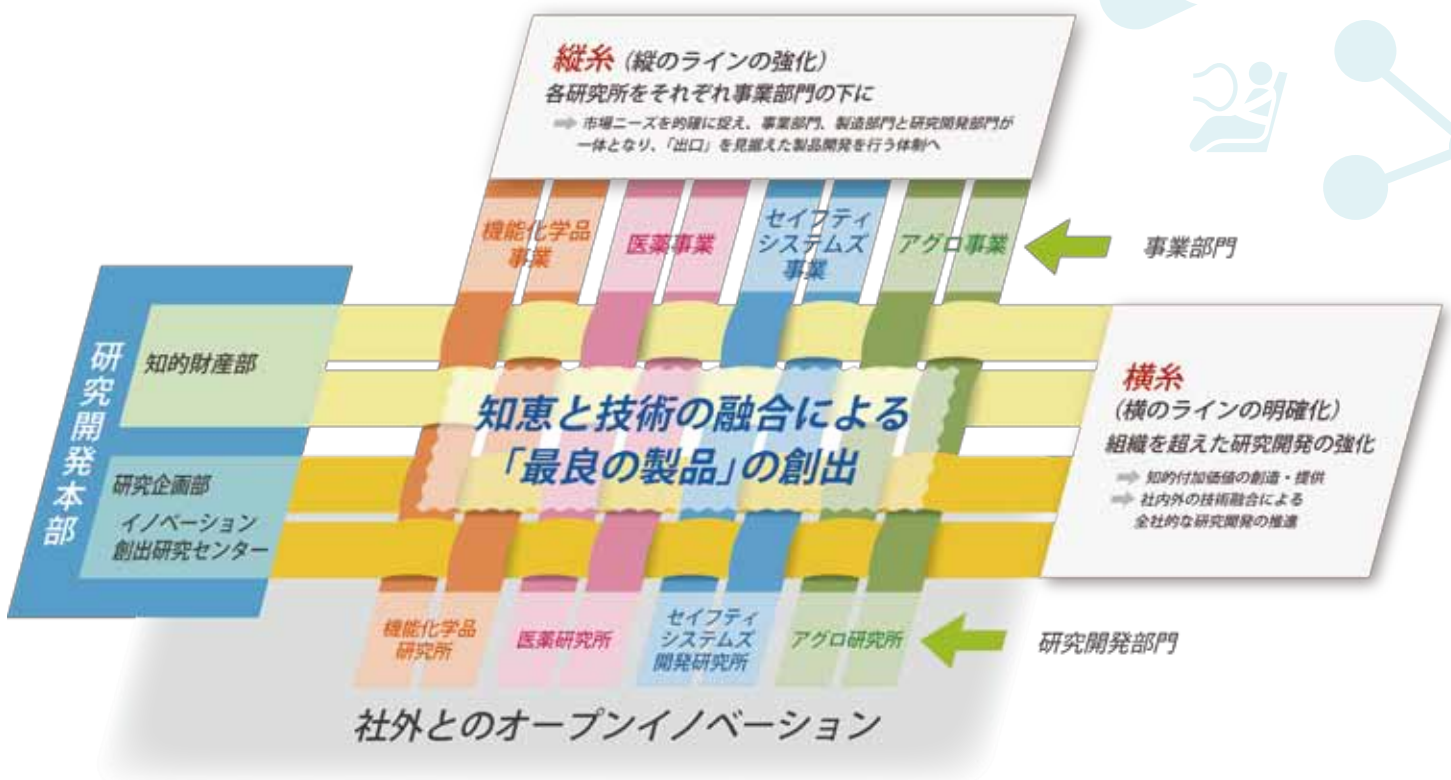 縦糸（縦のラインの強化）
各研究所をそれぞれ事業部門の下に
市場ニーズを的確に捉え、事業部門、製造部門と研究開発部門が
一体となり、「出口」を見据えた製品開発を行う体制へ
機能化学品
事業
医薬事業
セイフティ
システムズ
事業
アグロ事業
事業部門
研究開発本部
知的財産部
研究企画部
イノベーション
創出研究センター
知恵と技術の融合による
「最良の製品」の創出
横糸
（横のラインの明確化）
組織を超えた研究開発の強化
知的付加価値の創造・提供
社内外の技術融合による
全社的な研究開発の推進
機能化学品
研究所
医薬研究所
セイフティ
システムズ
開発研究所
アグロ研究所
研究開発部門
社外とのオープンイノベーション